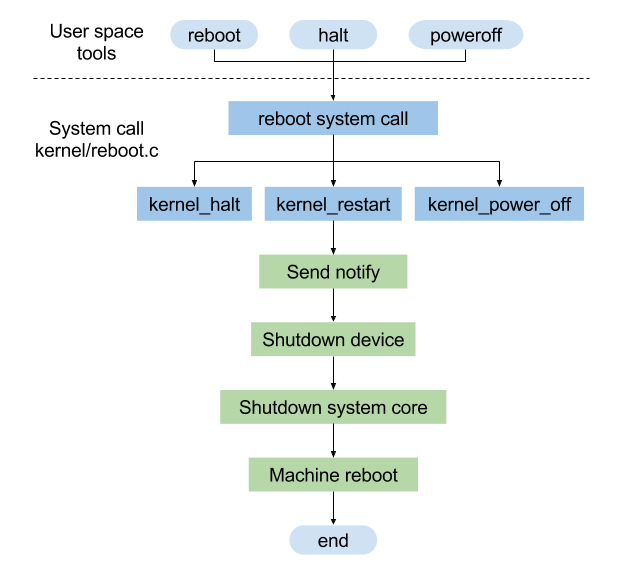 User space
tools
reboot
halt
poweroff
reboot system call
System call
kernel/reboot.c
kernel_halt
kernel_restart
kernel_power_off
Send notify
Shutdown device
Shutdown system core
Machine reboot
end